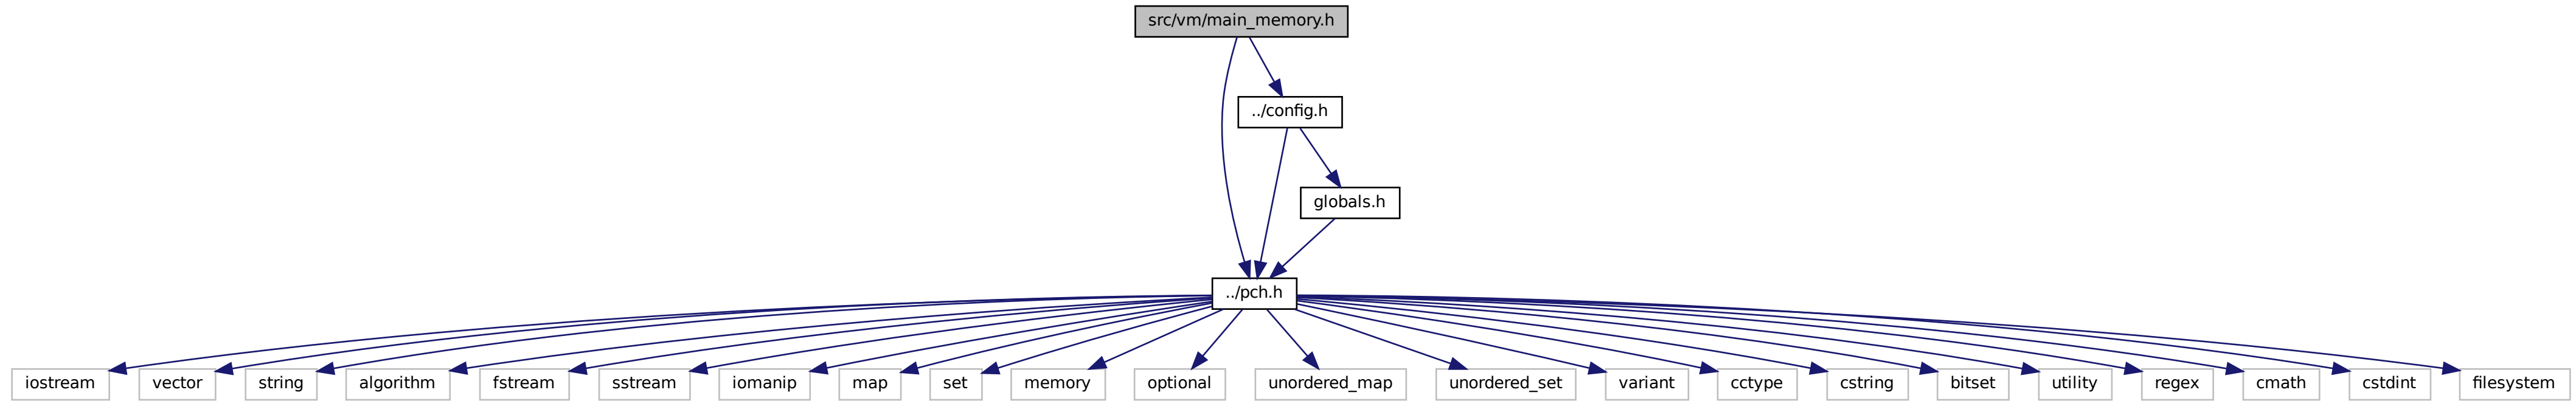 src/vm/main_memory.h
../config.h
globals.h
../pch.h
iostream
vector
string
algorithm
fstream
sstream
iomanip
map
set
memory
optional
unordered_map
unordered_set
variant
cctype
cstring
bitset
utility
regex
cmath
cstdint
filesystem